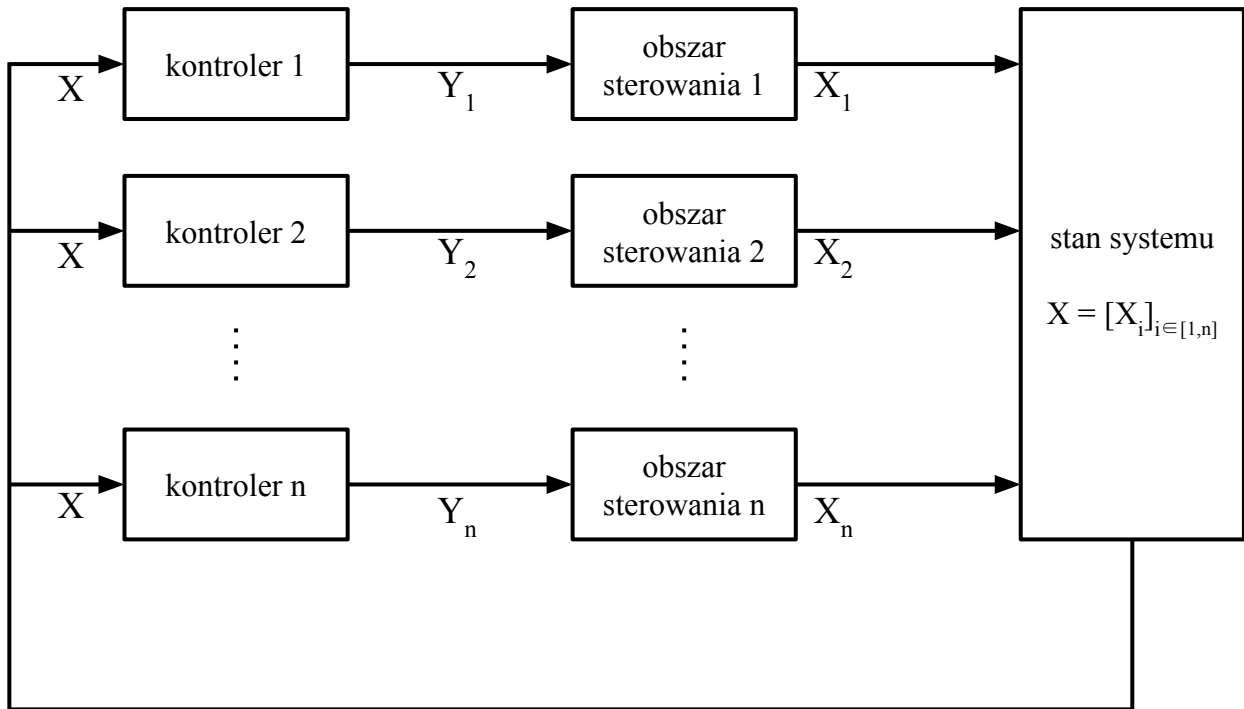 X
kontroler 1
Y₁
obszar
sterowania 1
X₁
X
kontroler 2
Y₂
obszar
sterowania 2
X₂
stan systemu
X = [Xᵢ]ᵢ∈[1,n]
X
kontroler n
Yₙ
obszar
sterowania n
Xₙ